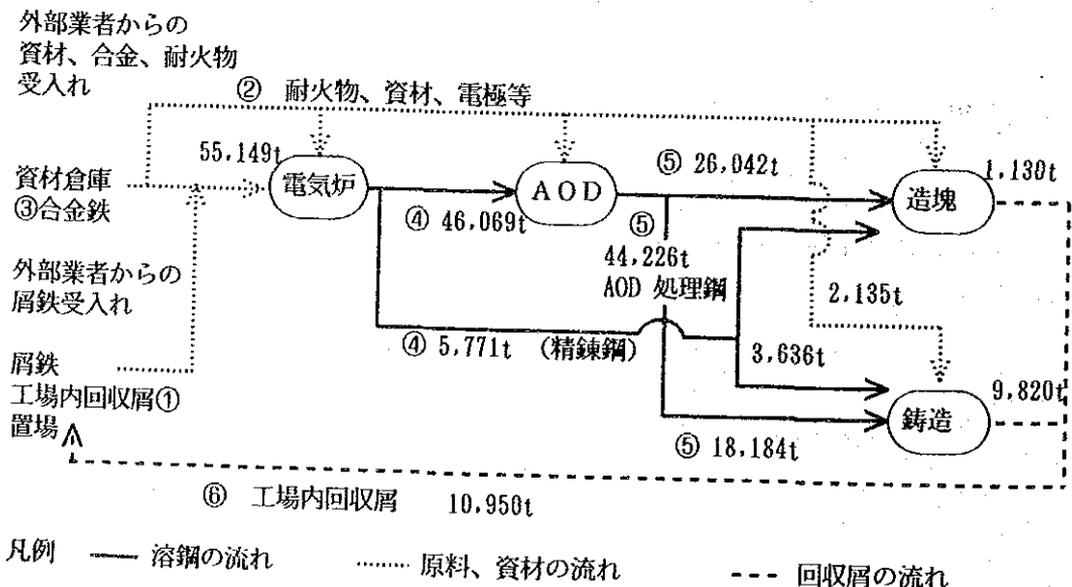 外部業者からの
資材、合金、耐火物
受入れ
② 耐火物、資材、電極等
55,149t
資材倉庫
③合金鉄
電気炉
④ 46,069t
AOD
⑤ 26,042t
造塊
1,130t
⑤
44,226t
AOD 処理鋼
外部業者からの
屑鉄受入れ
2,135t
④ 5,771t (精錬鋼)
3,636t
屑鉄
工場内回収屑①
置場
鋳造
9,820t
⑤ 18,184t
⑥ 工場内回収屑 10,950t
凡例 溶鋼の流れ 原料、資材の流れ 回収屑の流れ